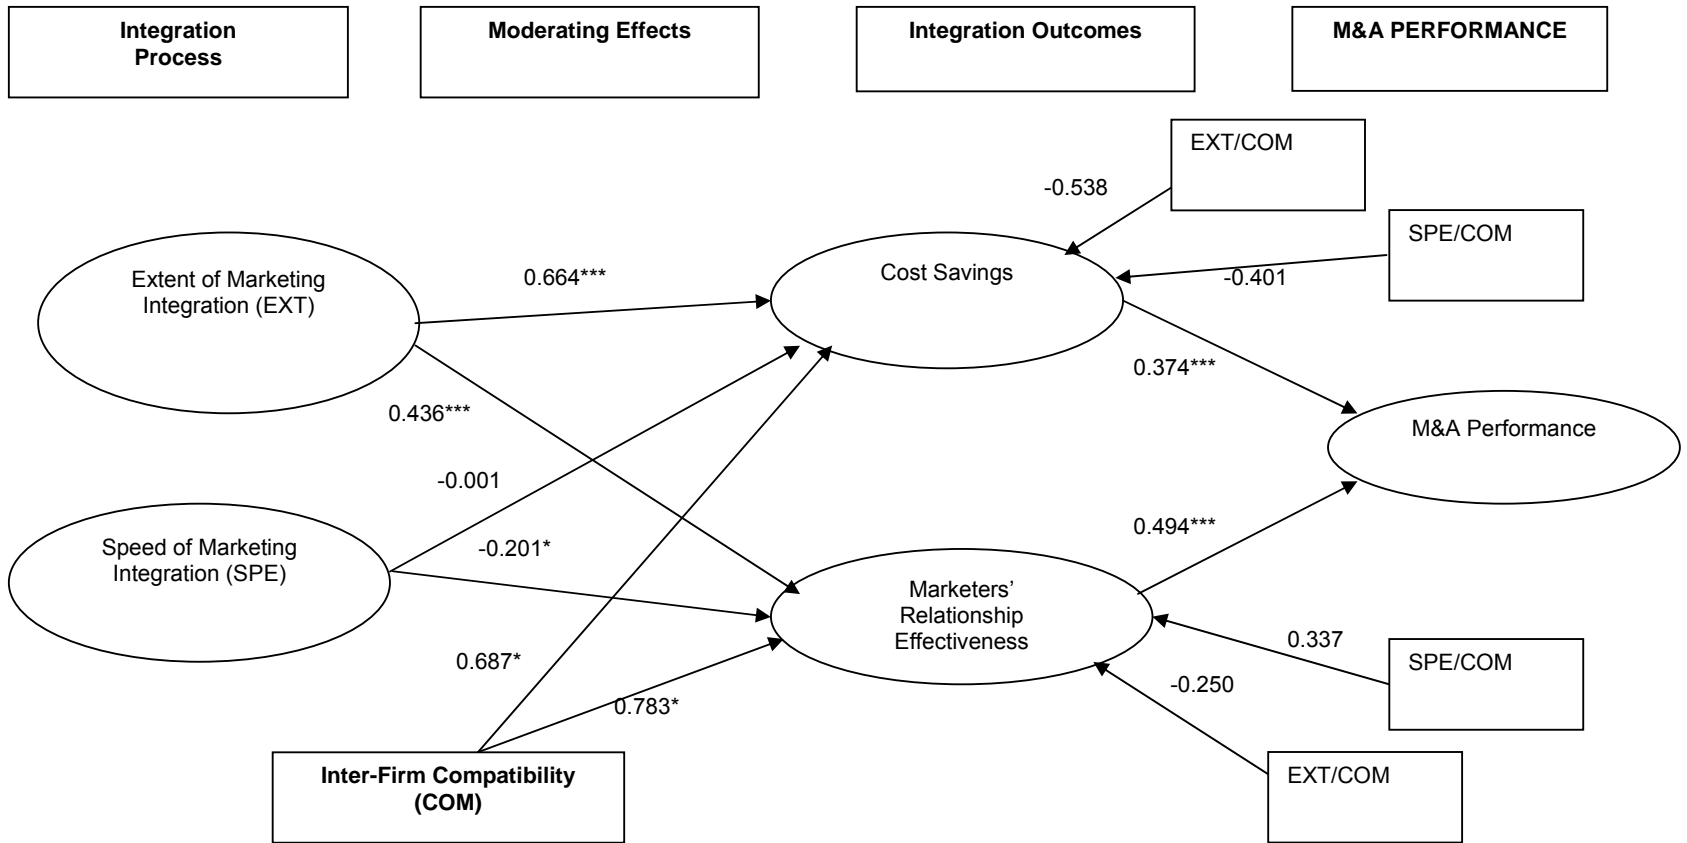 Integration
Process
Moderating Effects
Integration Outcomes
M&A PERFORMANCE
EXT/COM
-0.538
SPE/COM
-0.401
Extent of Marketing
Integration (EXT)
0.664***
Cost Savings
0.374***
0.436***
M&A Performance
-0.001
Speed of Marketing
Integration (SPE)
-0.201*
0.494***
Marketers’
Relationship
Effectiveness
0.337
SPE/COM
0.687*
0.783*
-0.250
Inter-Firm Compatibility
(COM)
EXT/COM